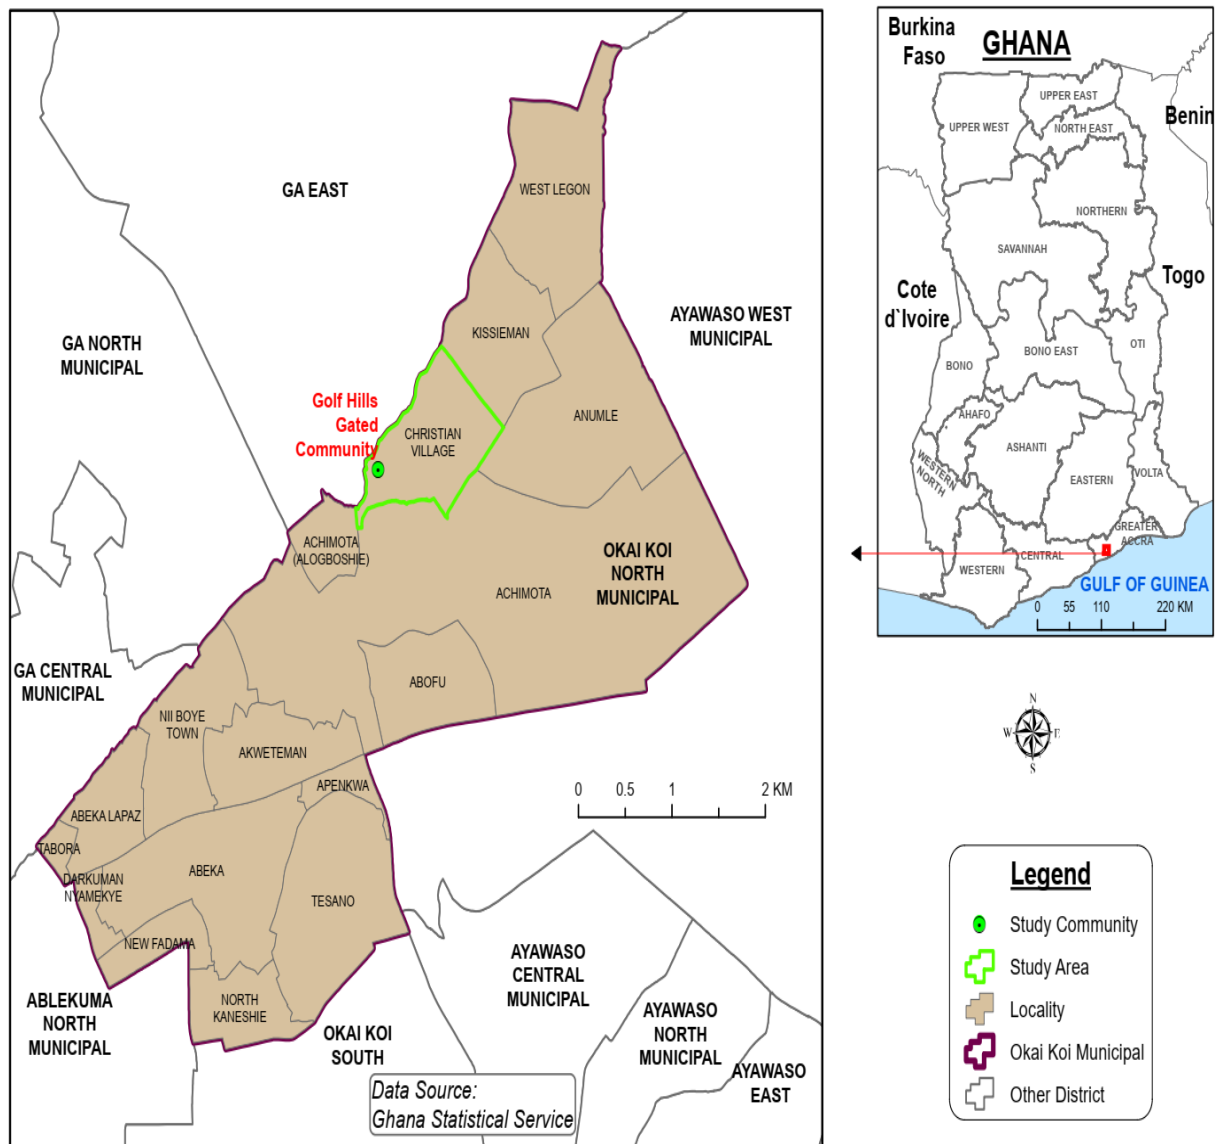 GA EAST
WEST LEGON
GA NORTH
MUNICIPAL
KISSIEMAN
AYAWASO WEST
MUNICIPAL
Golf Hills
Gated
Community
CHRISTIAN
VILLAGE
ANUMLE
ACHIMOTA
(ALOGBOSHIE)
OKAI KOI
NORTH
MUNICIPAL
ACHIMOTA
GA CENTRAL
MUNICIPAL
ABOFU
NII BOYE
TOWN
AKWETEMAN
APENKWA
0 0.5 1 2 KM
ABEKA LAPAZ
TABORA
DARKUMAN
NYAMEKYE
ABEKA
TESANO
NEW FADAMA
NORTH
KANESHIE
ABLEKUMA
NORTH
MUNICIPAL
OKAI KOI
SOUTH
AYAWASO
CENTRAL
MUNICIPAL
AYAWASO
NORTH
MUNICIPAL
AYAWASO
EAST
Data Source:
Ghana Statistical Service
Burkina
Faso
GHANA
UPPER EAST
UPPER WEST
NORTH EAST
Benin
NORTHERN
SAVANNAH
Togo
Cote
d`Ivoire
BONO
BONO EAST
OTI
AHAFO
ASHANTI
WESTERN
NORTH
EASTERN
VOLTA
GREATER
ACCRA
CENTRAL
WESTERN
GULF OF GUINEA
0 55 110 220 KM
N
W E
S
Legend
Study Community
Study Area
Locality
Okai Koi Municipal
Other District